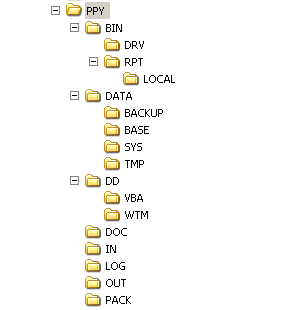 PPY
BIN
DRV
RPT
LOCAL
DATA
BACKUP
BASE
SYS
TMP
DD
VBA
WTM
DOC
IN
LOG
OUT
PACK